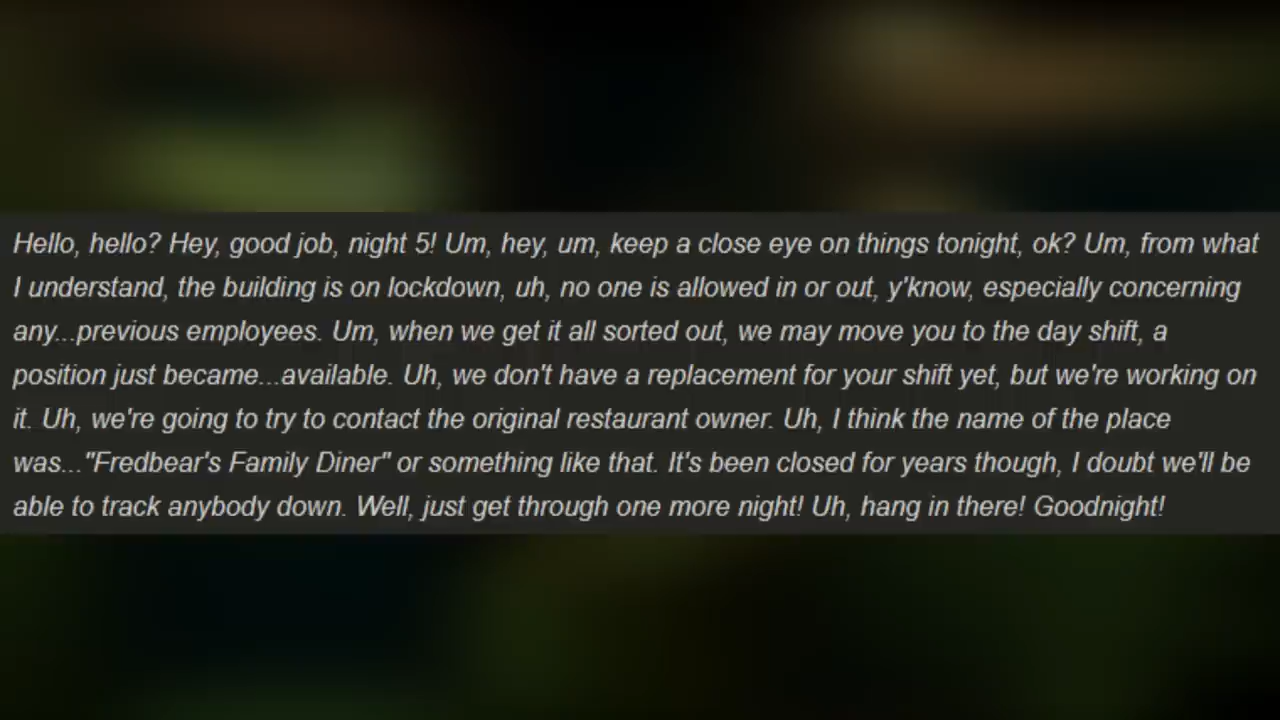 Hello, hello? Hey, good job, night 5! Um, hey, um, keep a close eye on things tonight, ok? Um, from what
I understand, the building is on lockdown, uh, no one is allowed in or out, y'know, especially concerning
any...previous employees. Um, when we get it all sorted out, we may move you to the day shift, a
position just became...available. Uh, we don't have a replacement for your shift yet, but we're working on
it. Uh, we're going to try to contact the original restaurant owner. Uh, I think the name of the place
was..."Fredbear's Family Diner" or something like that. It's been closed for years though, I doubt we'll be
able to track anybody down. Well, just get through one more night! Uh, hang in there! Goodnight!